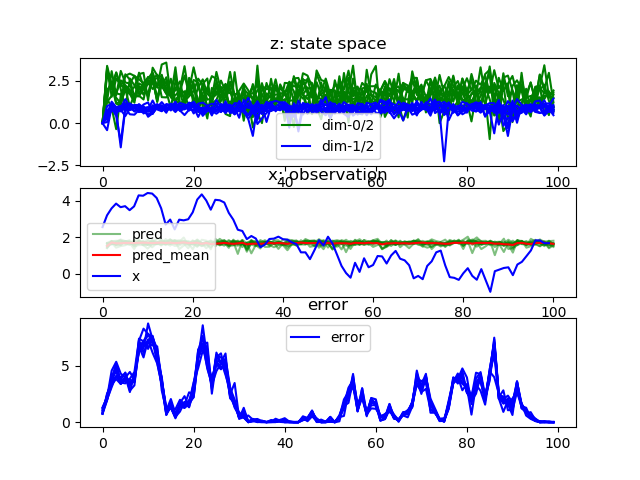 z: state space
2.5
0.0
−2.5
dim-0/2
dim-1/2
0 20 40 60 80 100
x: observation
4
2
0
pred
pred_mean
x
0 20 40 60 80 100
error
5
0
error
0 20 40 60 80 100